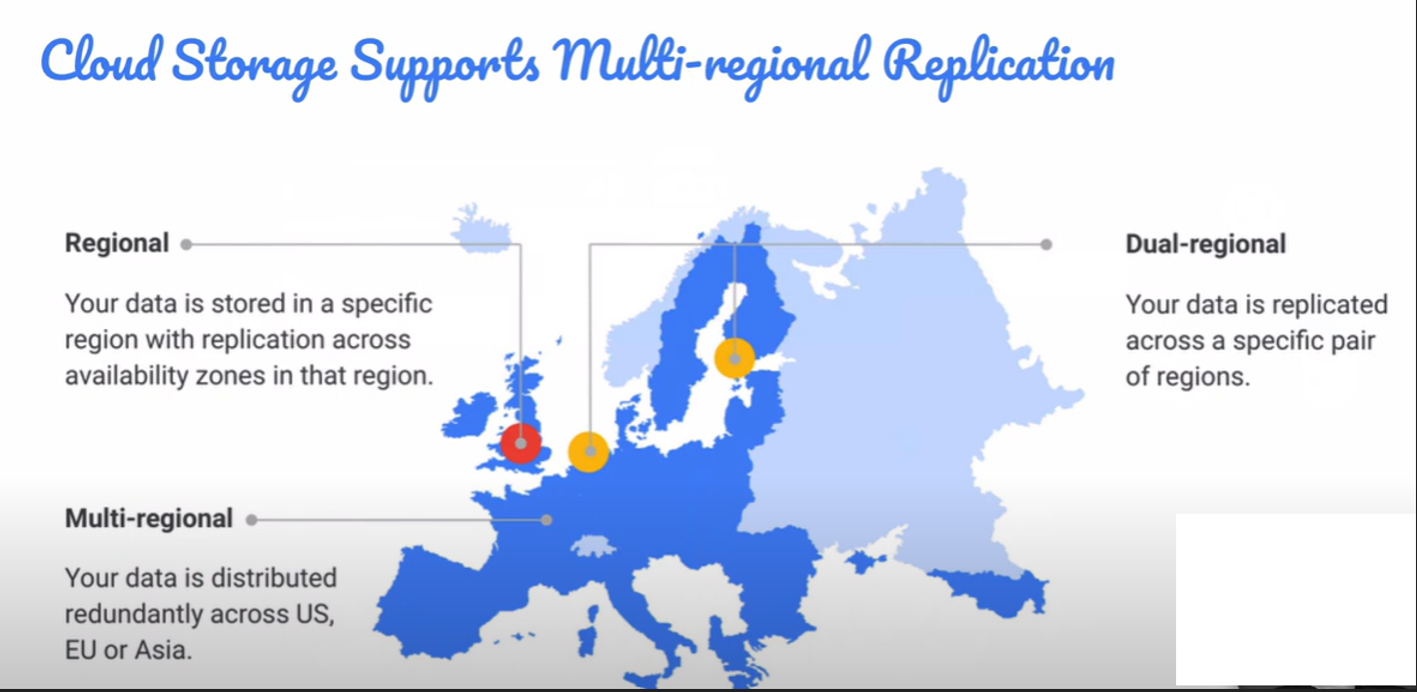 Cloud Storage Supports Multi-regional Replication
Regional
Your data is stored in a specific
region with replication across
availability zones in that region.
Dual-regional
Your data is replicated
across a specific pair
of regions.
Multi-regional
Your data is distributed
redundantly across US,
EU or Asia.